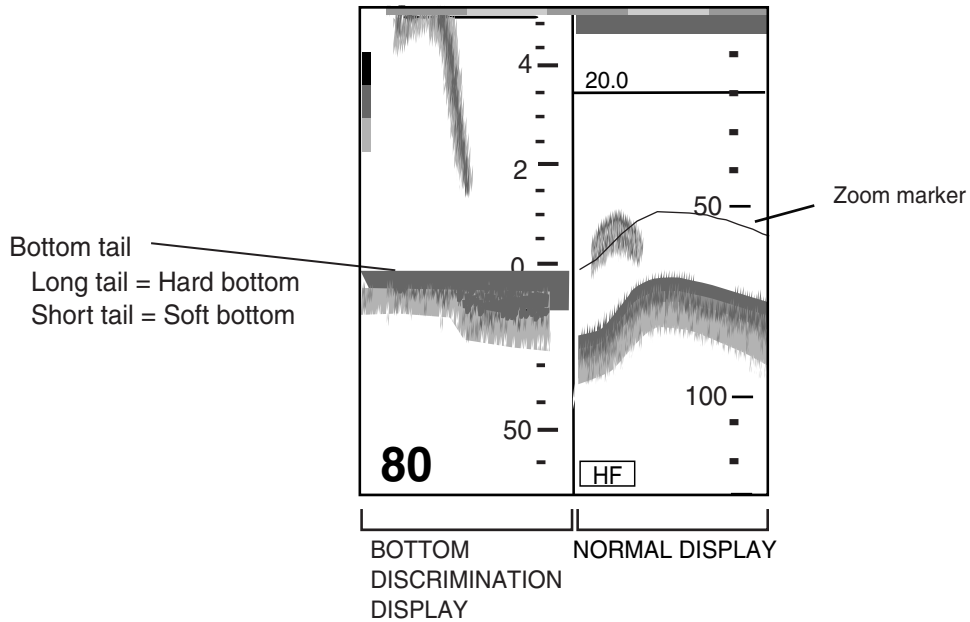 4
2
0
50
80
20.0
50
100
HF
Zoom marker
Bottom tail
Long tail = Hard bottom
Short tail = Soft bottom
BOTTOM
DISCRIMINATION
DISPLAY
NORMAL DISPLAY